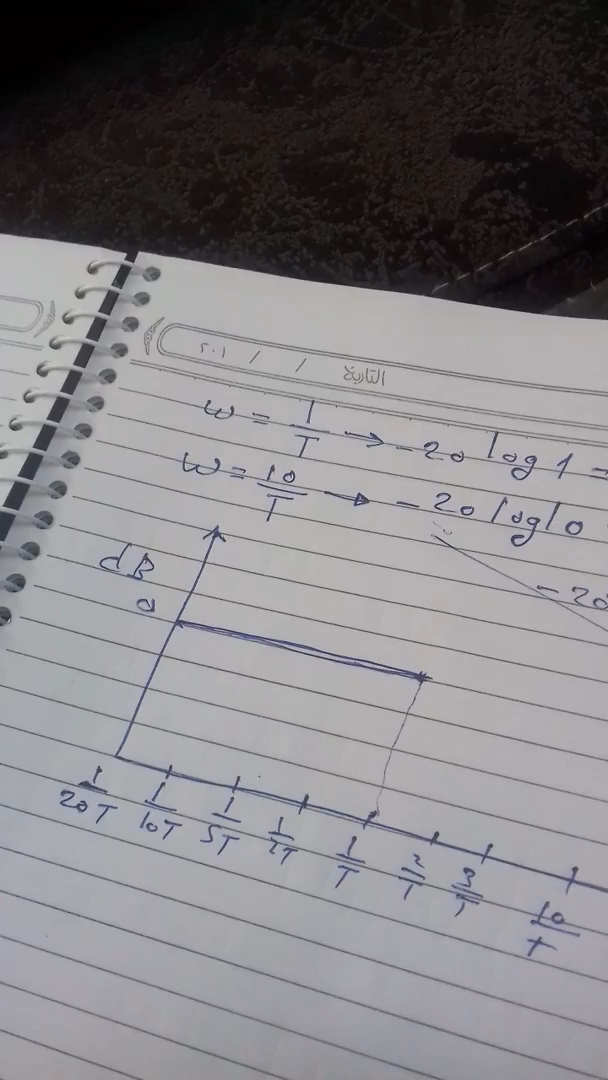 ٢٠١ / / التاريخ
w = 1/T → -20 log 1 =
w = 10/T → -20 log 10
-20
dB
0
1/20T 1/10T 1/5T 1/2T 1/T 2/T 3/T 10/T